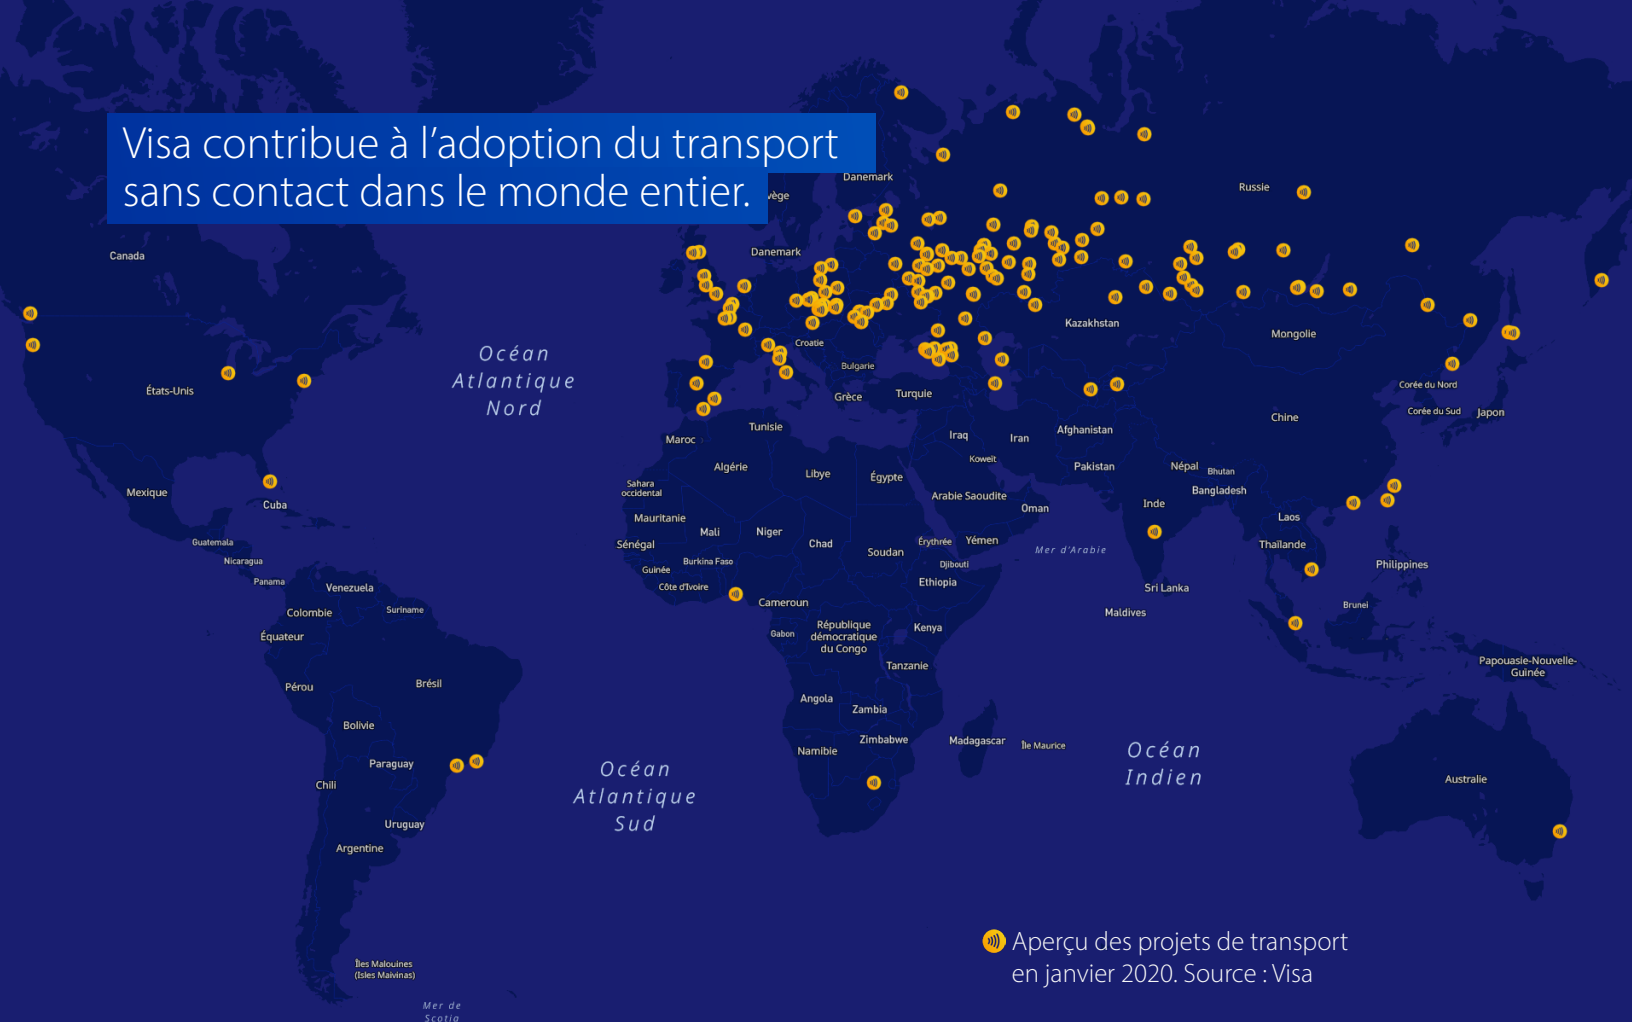 Visa contribue à l’adoption du transport
sans contact dans le monde entier.
Danemark
vège
Russie
Canada
Danemark
Kazakhstan
Mongolie
Croatie
Océan
Atlantique
Nord
Bulgarie
États-Unis
Grèce
Turquie
Corée du Nord
Corée du Sud
Japon
Chine
Tunisie
Maroc
Iraq
Iran
Afghanistan
Koweit
Algérie
Libye
Égypte
Pakistan
Népal
Bhutan
Sahara
occidental
Mexique
Cuba
Arabie Saoudite
Oman
Bangladesh
Inde
Mauritanie
Mali
Niger
Chad
Laos
Sénégal
Soudan
Érythrée
Yémen
Mer d'Arabie
Thaïlande
Guatemala
Nicaragua
Guinée
Burkina Faso
Djibouti
Philippines
Panama
Venezuela
Côte d'Ivoire
Ethiopia
Sri Lanka
Cameroun
Brunei
Colombie
Suriname
Maldives
Équateur
Gabon
République
démocratique
du Congo
Kenya
Tanzanie
Papouasie-Nouvelle-
Guinée
Pérou
Brésil
Angola
Zambia
Bolivie
Zimbabwe
Namibie
Madagascar
Île Maurice
Océan
Indien
Paraguay
Océan
Atlantique
Sud
Chili
Australie
Uruguay
Argentine
Aperçu des projets de transport
en janvier 2020. Source : Visa
Îles Malouines
(Isles Maivinas)
Mer de
Scotia